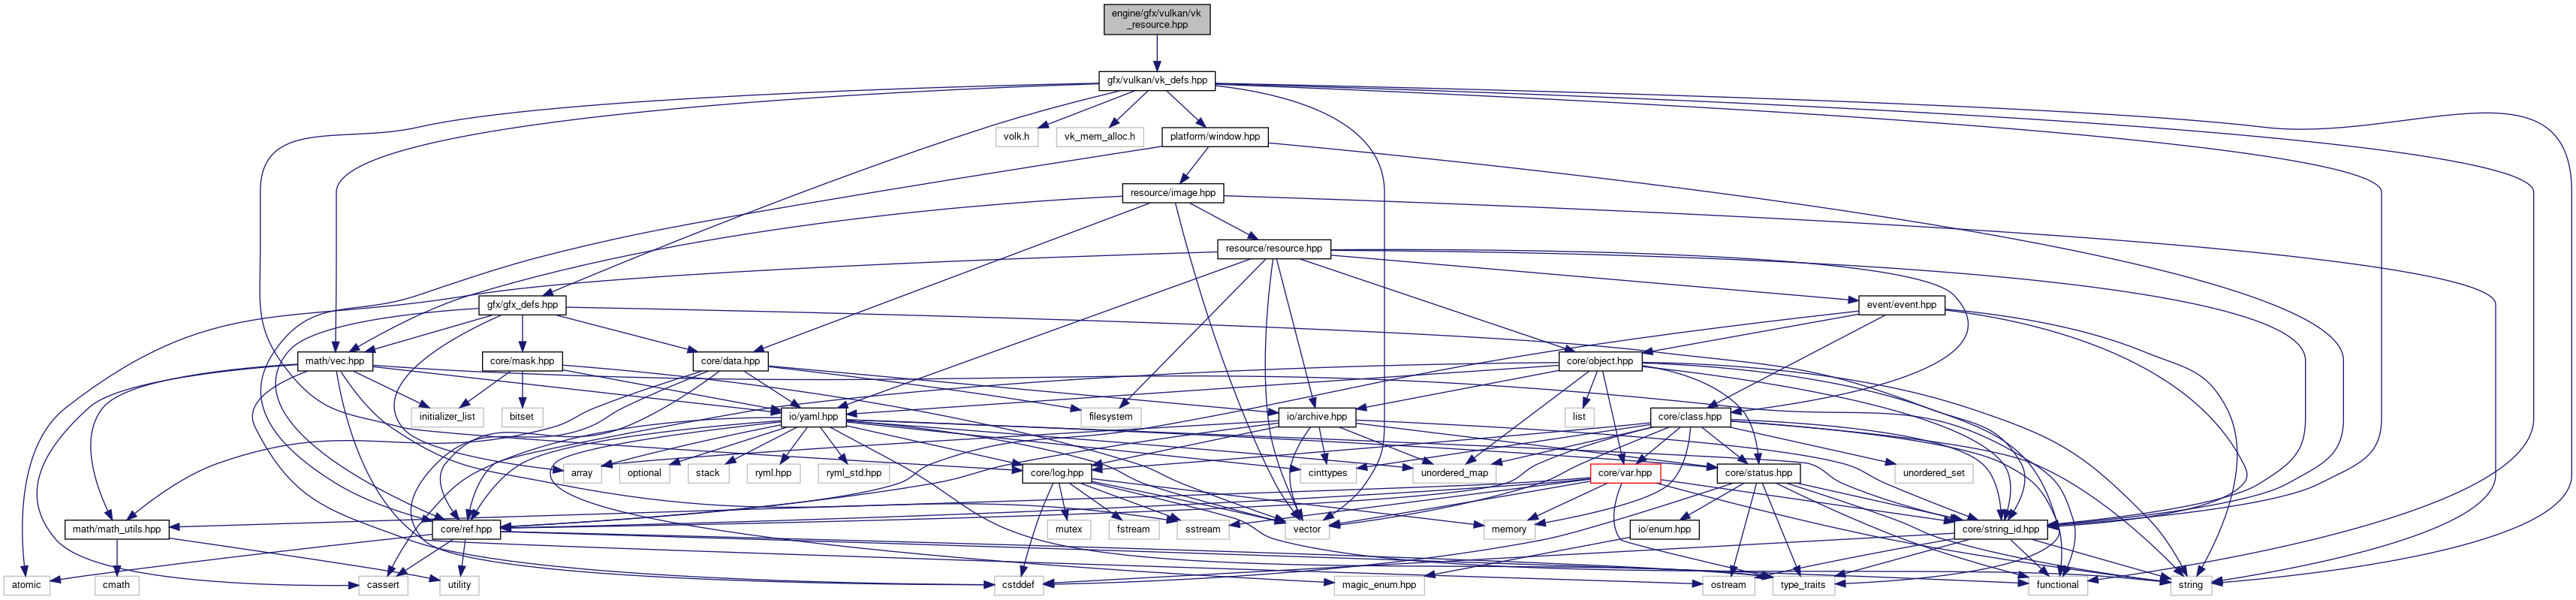 engine/gfx/vulkan/vk
_resource.hpp
gfx/vulkan/vk_defs.hpp
volk.h
vk_mem_alloc.h
platform/window.hpp
resource/image.hpp
resource/resource.hpp
gfx/gfx_defs.hpp
event/event.hpp
math/vec.hpp
core/mask.hpp
core/data.hpp
core/object.hpp
initializer_list
bitset
io/yaml.hpp
filesystem
io/archive.hpp
list
core/class.hpp
array
optional
stack
ryml.hpp
ryml_std.hpp
core/log.hpp
cinttypes
unordered_map
core/var.hpp
core/status.hpp
unordered_set
math/math_utils.hpp
core/ref.hpp
mutex
fstream
sstream
vector
memory
io/enum.hpp
core/string_id.hpp
atomic
cmath
cassert
utility
cstddef
magic_enum.hpp
ostream
type_traits
functional
string